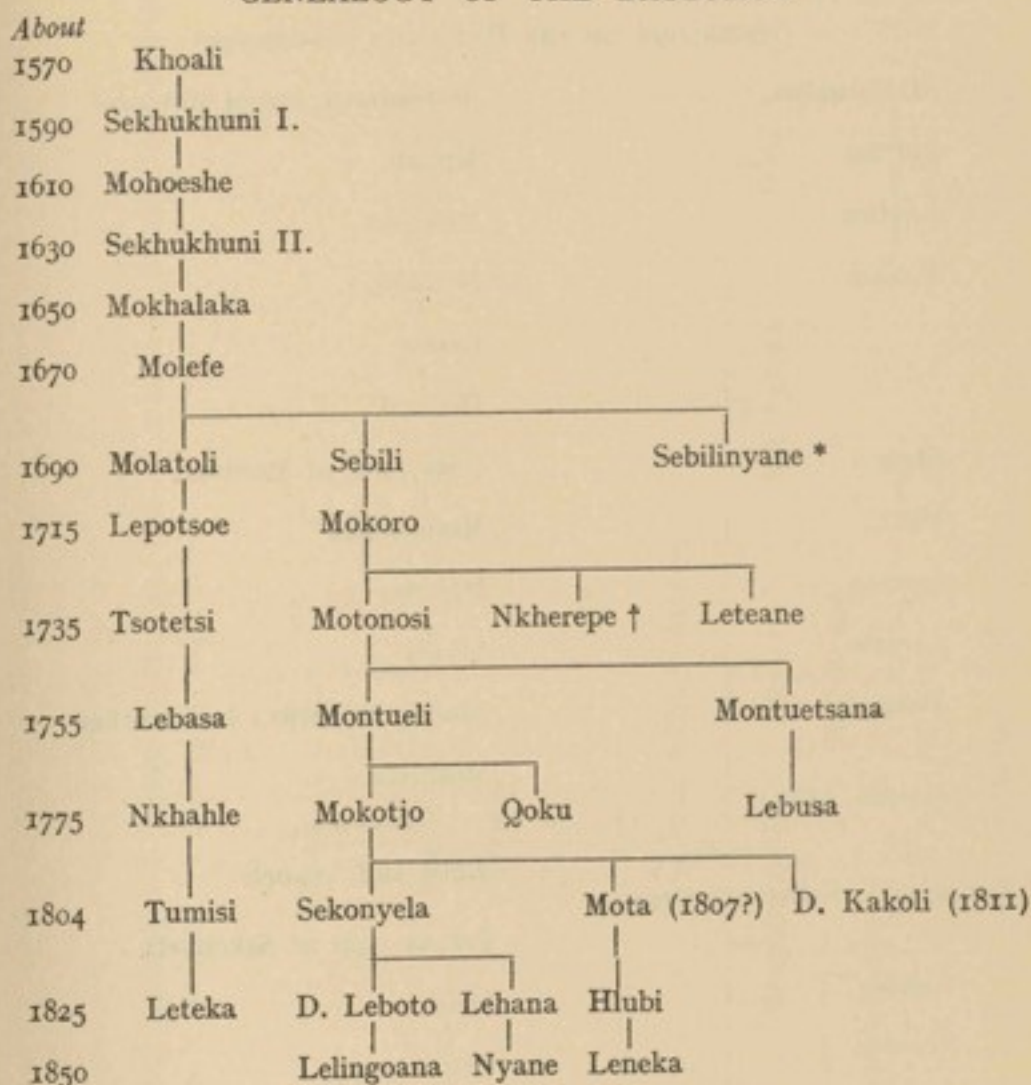 About
1570 Khoali
1590 Sekhukhuni I.
1610 Mohoeshe
1630 Sekhukhuni II.
1650 Mokhalaka
1670 Molefe
1690 Molatoli Sebili Sebilinyane *
1715 Lepotsoe Mokoro
1735 Tsotetsi Motonosi Nkherepe † Leteane
1755 Lebasa Montueli Montuetsana
1775 Nkhahle Mokotjo Qoku Lebusa
1804 Tumisi Sekonyela Mota (1807?) D. Kakoli (1811)
1825 Leteka D. Leboto Lehana Hlubi
1850 Lelingoana Nyane Leneka